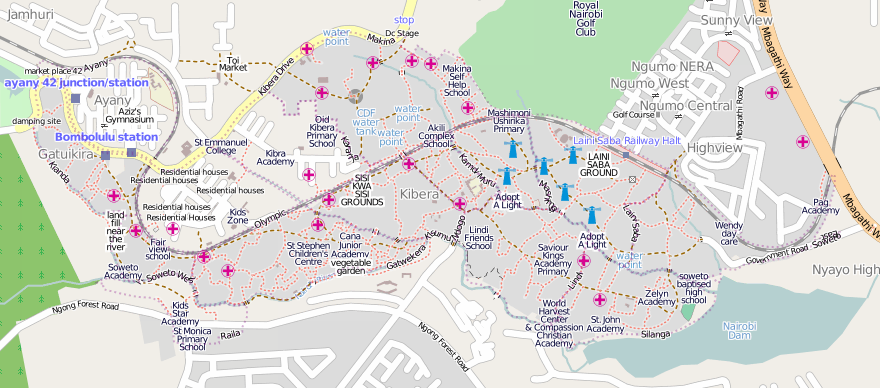 Jamhuri
stop
water
point
Dc Stage
Makina
Royal
Nairobi
Golf
Club
Sunny View
Mbagathi Way
Toi
Market
Kibera Drive
market place 42
Ayany
ayany 42 junction/station
Makina
Self
Help
School
Ngumo NERA
Ngumo West
Ngumo Central
Golf Course II
Mbagathi Road
Ayany
Aziz's
Gymnasium
damping site
CDF
water
tank
water
point
water
point
Old
Kibera
Primary
School
Akili
Complex
School
Mashimoni
Ushinka
Primary
Bombolulu station
Gatuikira
St Emmanuel
College
Kibra
Academy
Laini Saba Railway Halt
Highview
LAINI
SABA
GROUND
Kianda
Residential houses
Residential houses
Residential houses
Residential houses
Residential Houses
SISI
KWA
SISI
GROUNDS
Kibera
Kamdi Muru
Adopt
A Light
Kids
Zone
Olympic
land-
fill
near
the
river
Fair
view
school
Soweto
Academy
Soweto West
St Stephen
Children's
Centre
Cana
Junior
Academy
vegetable
garden
Gatwekera
Ksumu
Ndogo
Lindi
Friends
School
Adopt
A Light
Laini Saba
Saviour
Kings
Academy
Primary
Lindi
water
point
Pag
Academy
Wendy
day
care
Government Road
Soweto
Mbagathi Way
Nyayo High
soweto
baptised
high
school
Zelyn
Academy
St. John
Academy
World
Harvest
Center
& Compassion
Christian
Academy
Silanga
Nairobi
Dam
Ngong Forest Road
Kids
Star
Academy
St Monica
Primary
School
Raila
Ngong Forest Road